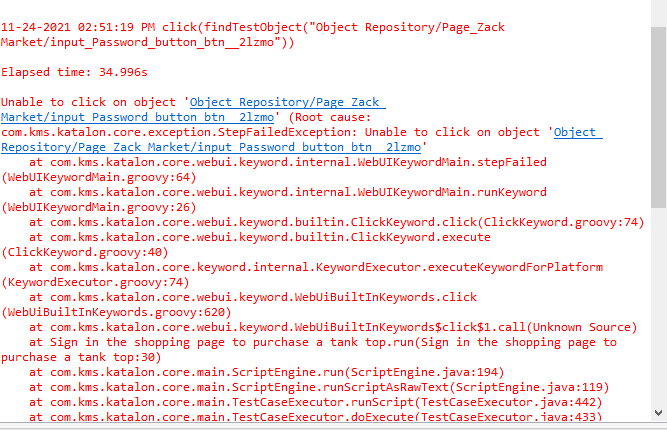 11-24-2021 02:51:19 PM click(findTestObject("Object Repository/Page_Zack
Market/input_Password_button_btn__2lzmo"))
Elapsed time: 34.996s
Unable to click on object 'Object Repository/Page_Zack
Market/input_Password_button_btn__2lzmo' (Root cause:
com.kms.katalon.core.exception.StepFailedException: Unable to click on object 'Object
Repository/Page_Zack Market/input_Password_button_btn__2lzmo'
at com.kms.katalon.core.webui.keyword.internal.WebUIKeywordMain.stepFailed
(WebUIKeywordMain.groovy:64)
at com.kms.katalon.core.webui.keyword.internal.WebUIKeywordMain.runKeyword
(WebUIKeywordMain.groovy:26)
at com.kms.katalon.core.webui.keyword.builtin.ClickKeyword.click(ClickKeyword.groovy:74)
at com.kms.katalon.core.webui.keyword.builtin.ClickKeyword.execute
(ClickKeyword.groovy:40)
at com.kms.katalon.core.keyword.internal.KeywordExecutor.executeKeywordForPlatform
(KeywordExecutor.groovy:74)
at com.kms.katalon.core.webui.keyword.WebUiBuiltInKeywords.click
(WebUiBuiltInKeywords.groovy:620)
at com.kms.katalon.core.webui.keyword.WebUiBuiltInKeywords$click$1.call(Unknown Source)
at Sign in the shopping page to purchase a tank top.run(Sign in the shopping page to
purchase a tank top:30)
at com.kms.katalon.core.main.ScriptEngine.run(ScriptEngine.java:194)
at com.kms.katalon.core.main.ScriptEngine.runScriptAsRawText(ScriptEngine.java:119)
at com.kms.katalon.core.main.TestCaseExecutor.runScript(TestCaseExecutor.java:442)
at com.kms.katalon.core.main.TestCaseExecutor.doExecute(TestCaseExecutor.java:433)